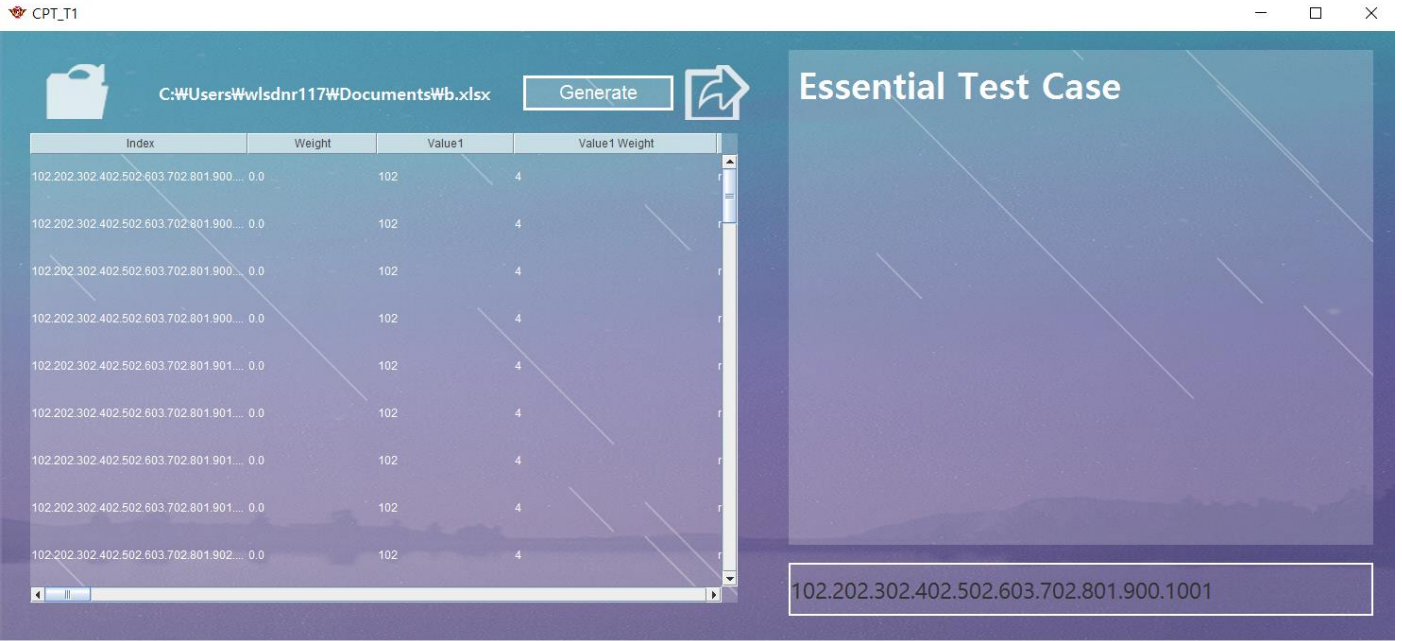 CPT_T1
C:₩Users₩wlsdnr117₩Documents₩b.xlsx
Generate
Index Weight Value1 Value1 Weight
102.202.302.402.502.603.702.801.900.... 0.0 102 4 r
102.202.302.402.502.603.702.801.900.... 0.0 102 4 r
102.202.302.402.502.603.702.801.900.... 0.0 102 4 r
102.202.302.402.502.603.702.801.900.... 0.0 102 4 r
102.202.302.402.502.603.702.801.901.... 0.0 102 4 r
102.202.302.402.502.603.702.801.901.... 0.0 102 4 r
102.202.302.402.502.603.702.801.901.... 0.0 102 4 r
102.202.302.402.502.603.702.801.901.... 0.0 102 4 r
102.202.302.402.502.603.702.801.902.... 0.0 102 4 r
Essential Test Case
102.202.302.402.502.603.702.801.900.1001